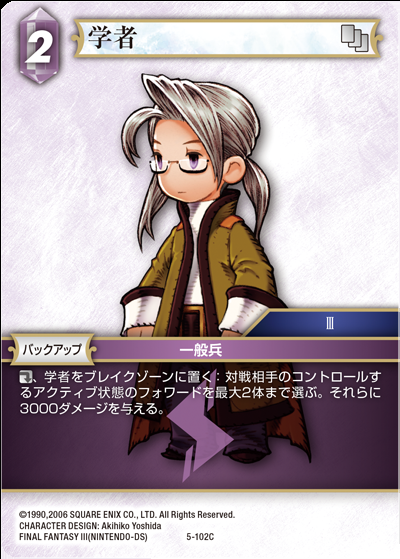 2
学者
III
バックアップ
一般兵
、学者をブレイクゾーンに置く：対戦相手のコントロールす
るアクティブ状態のフォワードを最大2体まで選ぶ。それらに
3000ダメージを与える。
©1990,2006 SQUARE ENIX CO., LTD. All Rights Reserved.
CHARACTER DESIGN: Akihiko Yoshida
FINAL FANTASY III(NINTENDO-DS) 5-102C